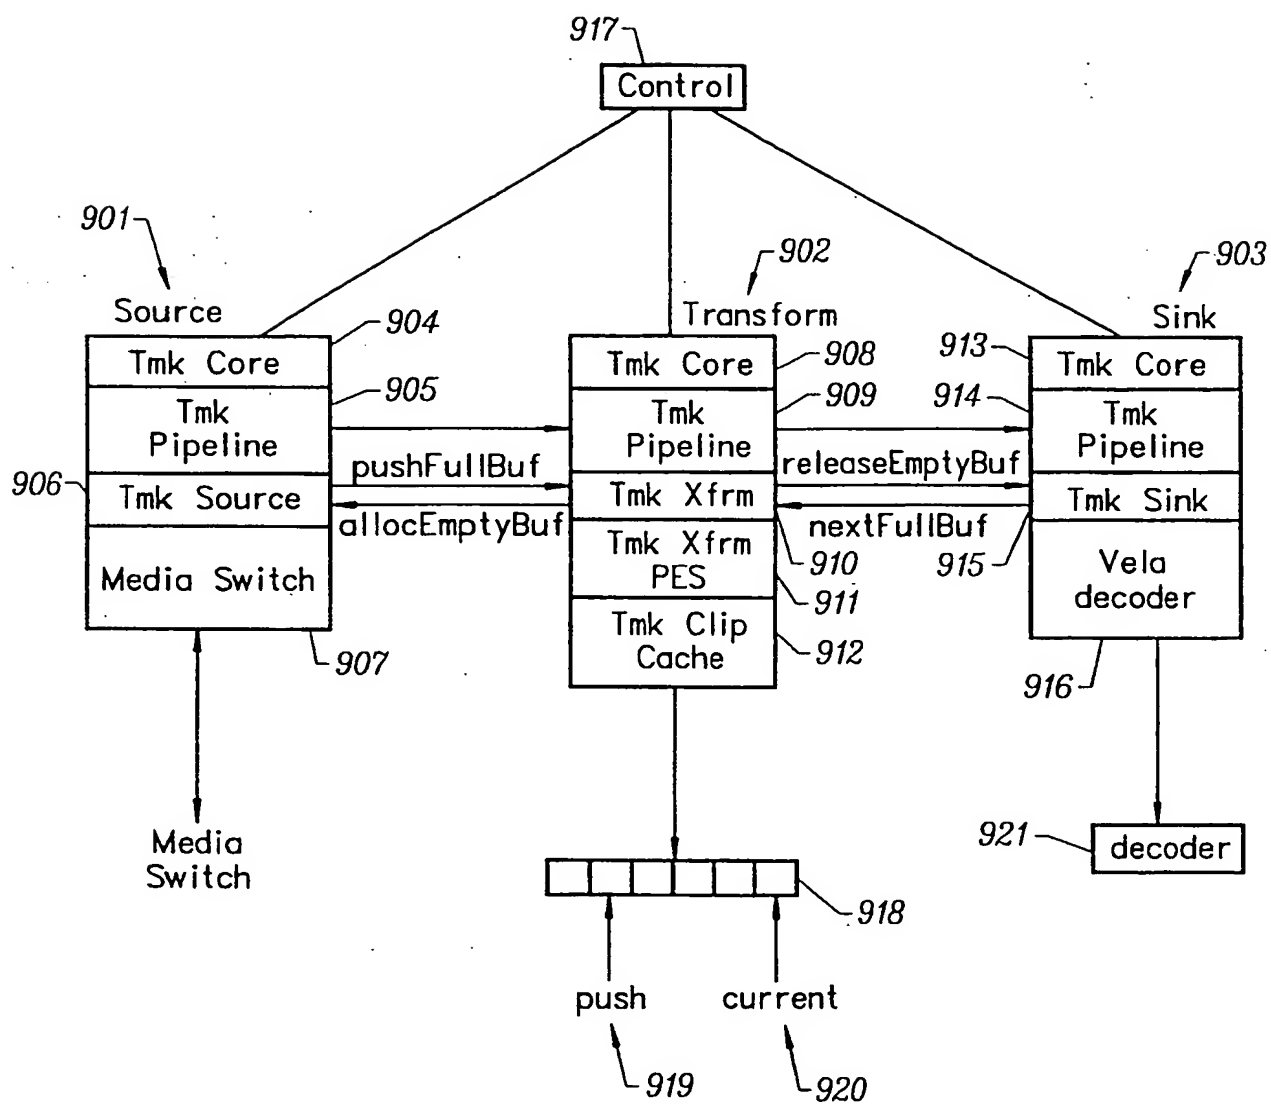 917
Control
901
902
903
Source
Transform
Sink
904
908
913
Tmk Core
Tmk Core
Tmk Core
905
909
914
Tmk
Pipeline
Tmk
Pipeline
Tmk
Pipeline
pushFullBuf
releaseEmptyBuf
906
Tmk Source
Tmk Xfrm
Tmk Sink
allocEmptyBuf
nextFullBuf
910
915
Media Switch
Tmk Xfrm
PES
Vela
decoder
911
907
Tmk Clip
Cache
912
916
Media
Switch
921
decoder
918
push
current
919
920